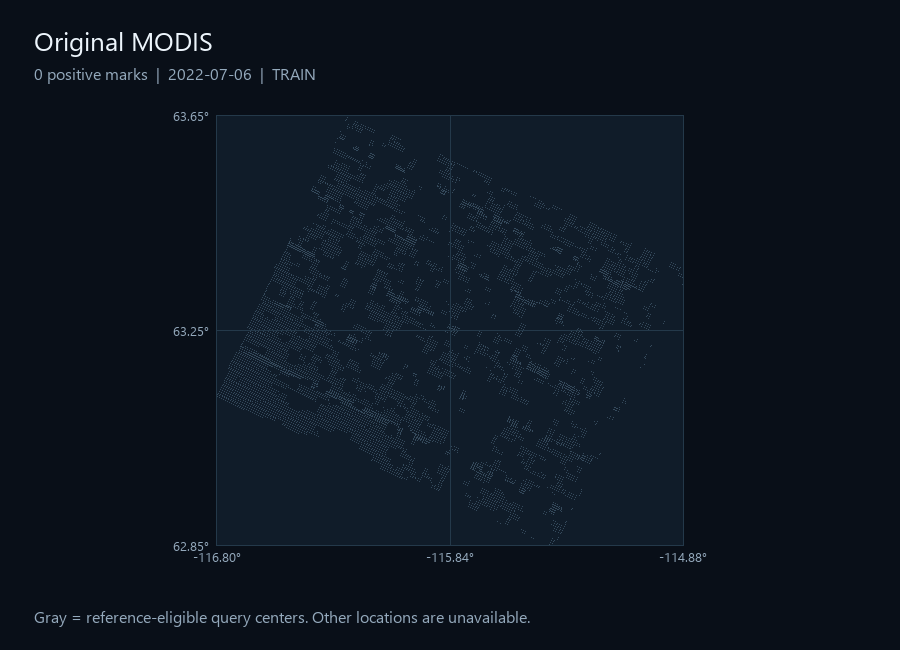 Original MODIS
0 positive marks | 2022-07-06 | TRAIN
63.65°
63.25°
62.85°
-116.80°
-115.84°
-114.88°
Gray = reference-eligible query centers. Other locations are unavailable.